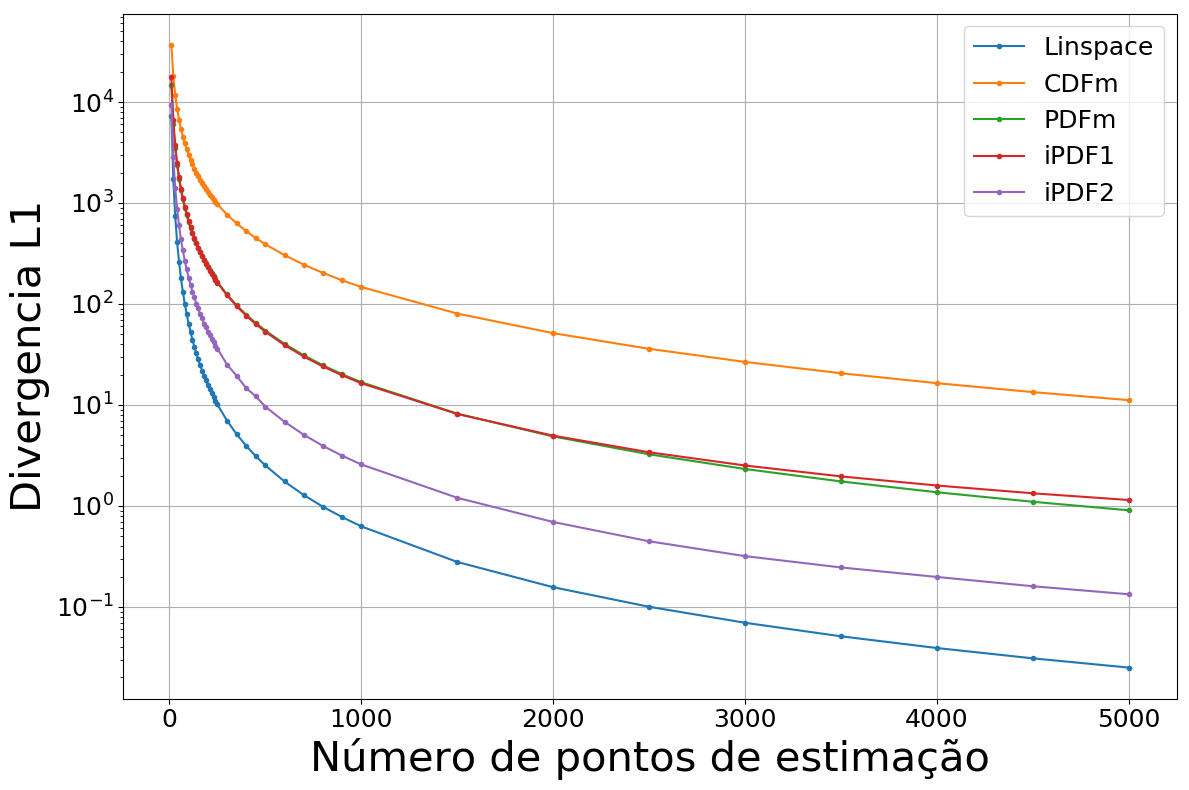 Divergencia L1
10^4
10^3
10^2
10^1
10^0
10^−1
0 1000 2000 3000 4000 5000
Número de pontos de estimação
Linspace
CDFm
PDFm
iPDF1
iPDF2